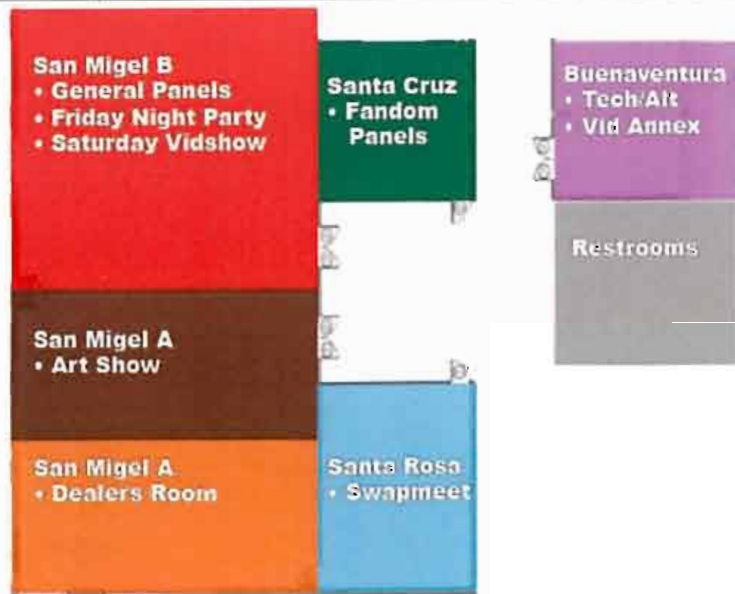 San Migel B
• General Panels
• Friday Night Party
• Saturday Vidshow
Santa Cruz
• Fandom
Panels
Buenaventura
• Tech/Alt
• Vid Annex
Restrooms
San Migel A
• Art Show
San Migel A
• Dealers Room
Santa Rosa
• Swapmeet